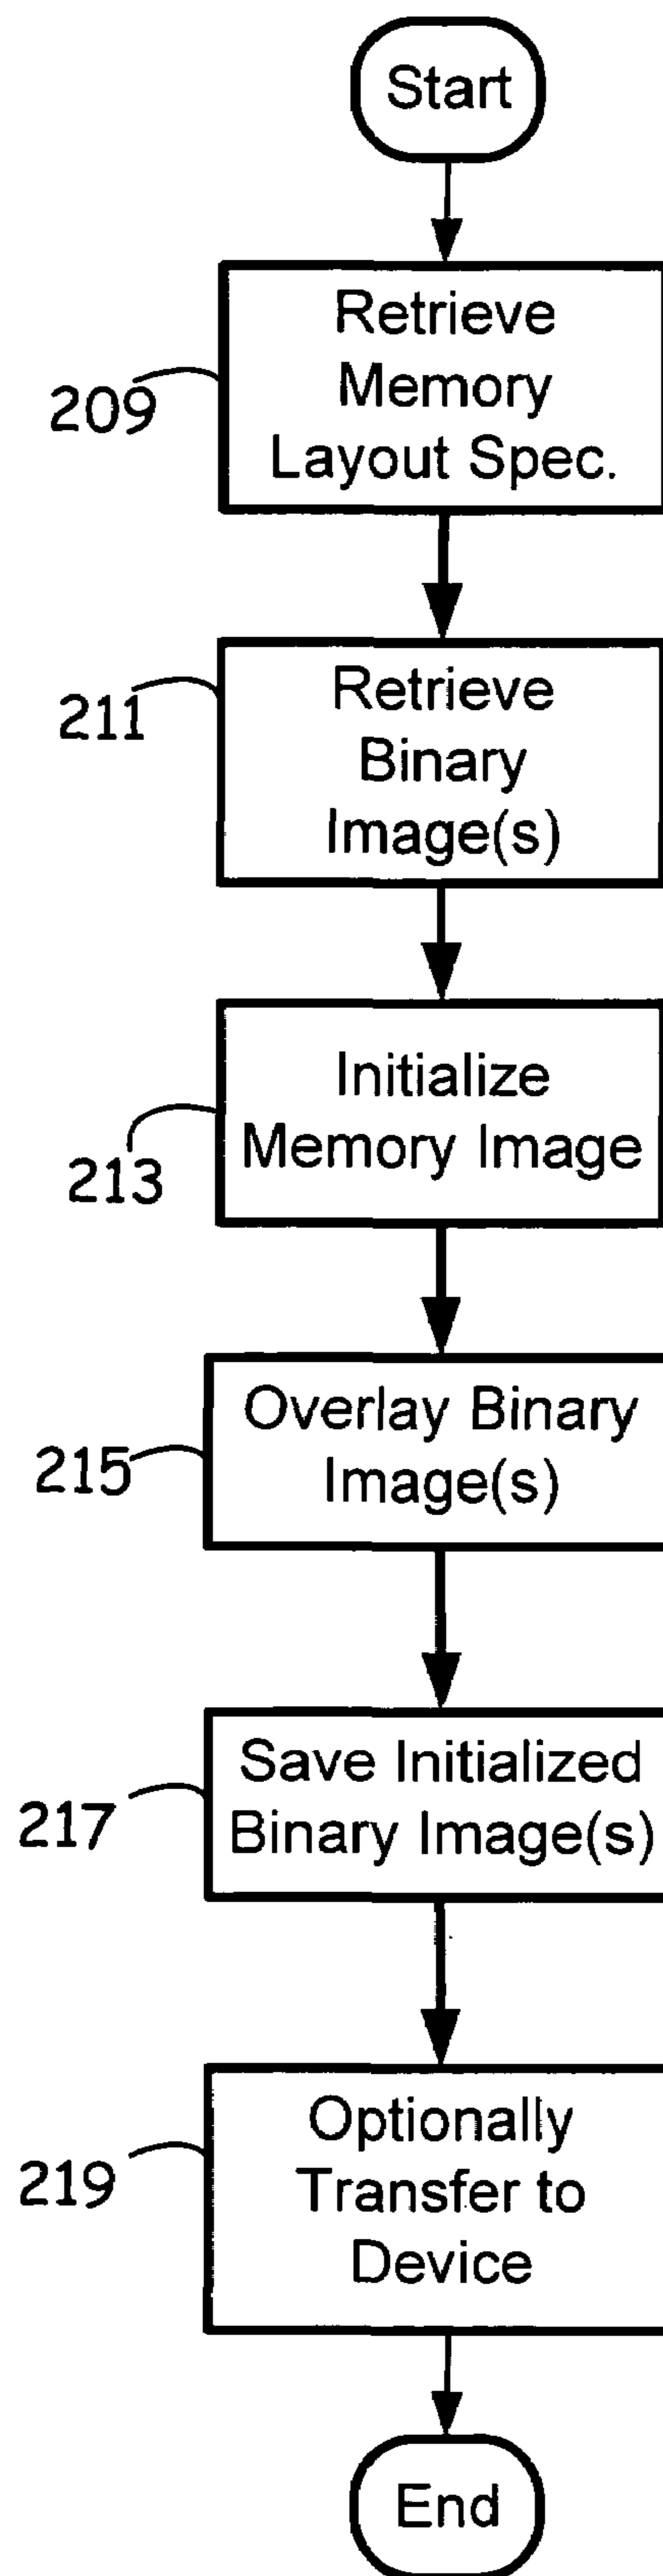 Start
209
Retrieve
Memory
Layout Spec.
211
Retrieve
Binary
Image(s)
213
Initialize
Memory Image
215
Overlay Binary
Image(s)
217
Save Initialized
Binary Image(s)
219
Optionally
Transfer to
Device
End